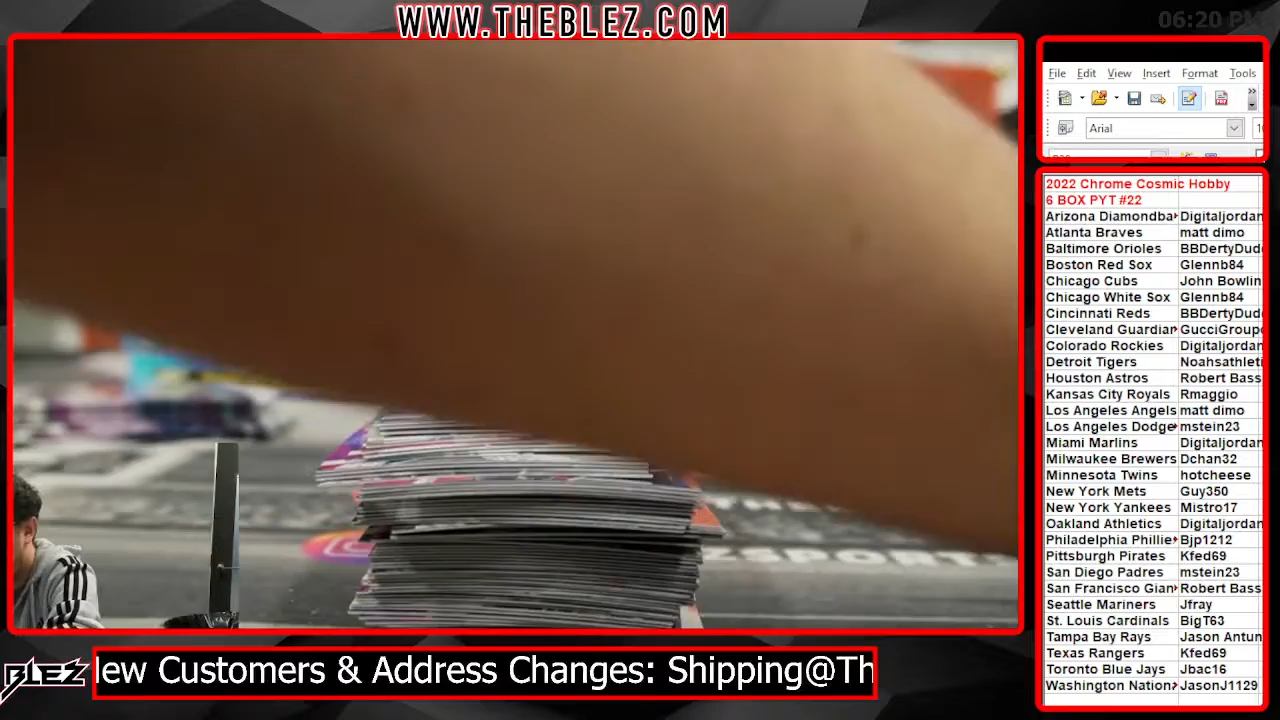 WWW.THEBLEZ.COM
06:20 PM
File Edit View Insert Format Tools
Arial
2022 Chrome Cosmic Hobby
6 BOX PYT #22
Arizona Diamondba Digitaljordan
Atlanta Braves matt dimo
Baltimore Orioles BBDertyDud
Boston Red Sox Glennb84
Chicago Cubs John Bowlin
Chicago White Sox Glennb84
Cincinnati Reds BBDertyDud
Cleveland Guardian GucciGroup
Colorado Rockies Digitaljordan
Detroit Tigers Noahsathleti
Houston Astros Robert Bass
Kansas City Royals Rmaggio
Los Angeles Angels matt dimo
Los Angeles Dodge mstein23
Miami Marlins Digitaljordan
Milwaukee Brewers Dchan32
Minnesota Twins hotcheese
New York Mets Guy350
New York Yankees Mistro17
Oakland Athletics Digitaljordan
Philadelphia Phillie Bjp1212
Pittsburgh Pirates Kfed69
San Diego Padres mstein23
San Francisco Gian Robert Bass
Seattle Mariners Jfray
St. Louis Cardinals BigT63
Tampa Bay Rays Jason Antun
Texas Rangers Kfed69
Toronto Blue Jays Jbac16
Washington Nation JasonJ1129
BLEZ
ew Customers & Address Changes: Shipping@Th